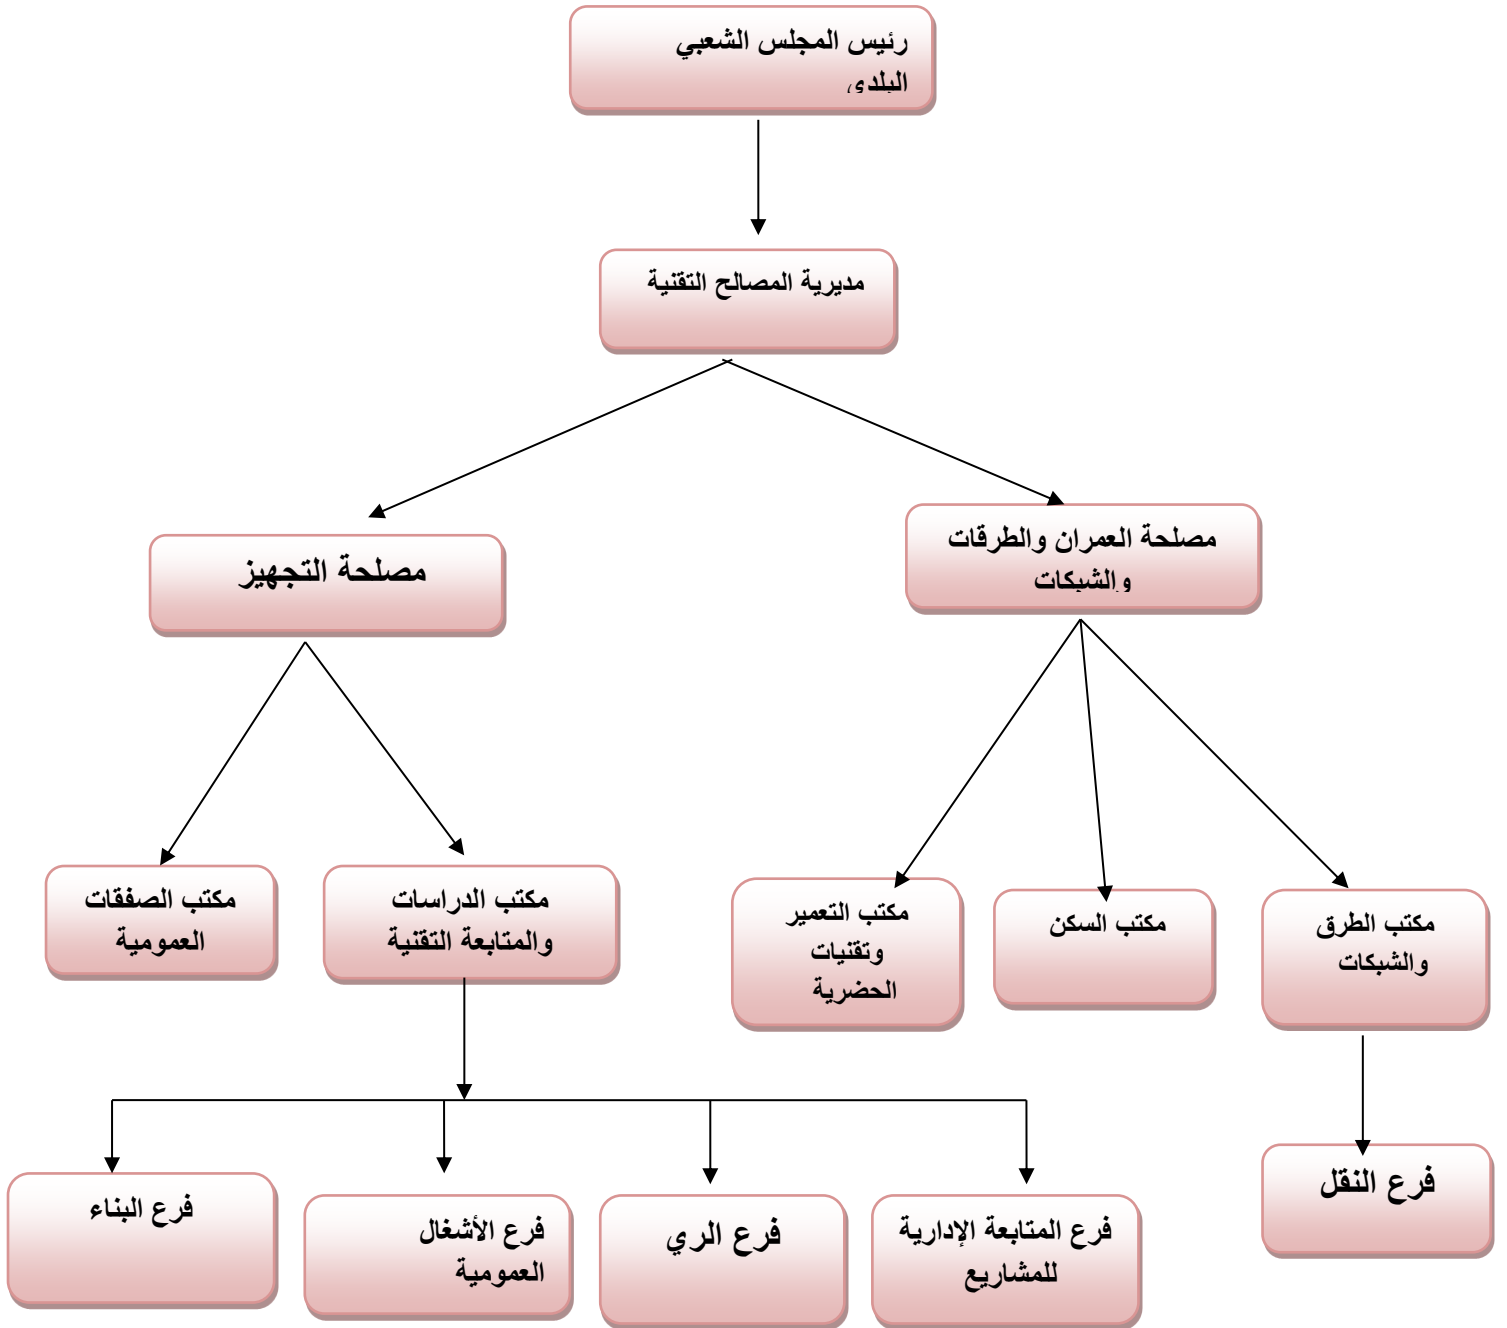 رئيس المجلس الشعبي
البلدي
مديرية المصالح التقنية
مصلحة العمران والطرقات
والشبكات
مصلحة التجهيز
مكتب الطرق
والشبكات
مكتب السكن
مكتب التعمير
وتقنيات
الحضرية
مكتب الدراسات
والمتابعة التقنية
مكتب الصفقات
العمومية
فرع النقل
فرع المتابعة الإدارية
للمشاريع
فرع الري
فرع الأشغال
العمومية
فرع البناء